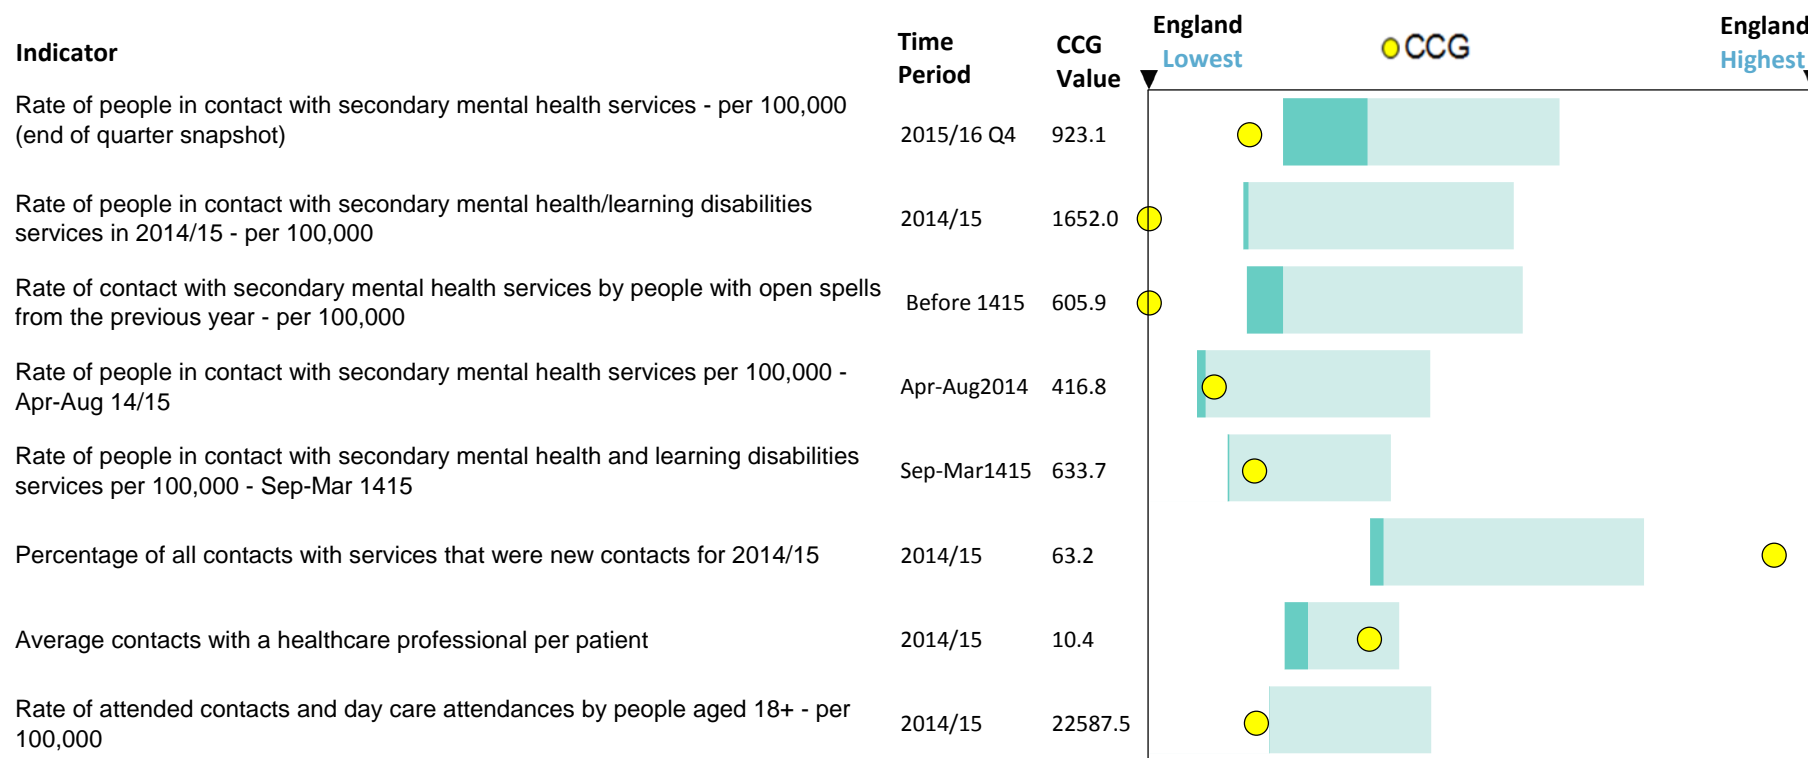 Indicator
Time
Period
CCG
Value
England
Lowest
CCG
England
Highest
Rate of people in contact with secondary mental health services - per 100,000
(end of quarter snapshot)
2015/16 Q4
923.1
Rate of people in contact with secondary mental health/learning disabilities
services in 2014/15 - per 100,000
2014/15
1652.0
Rate of contact with secondary mental health services by people with open spells
from the previous year - per 100,000
Before 1415
605.9
Rate of people in contact with secondary mental health services per 100,000 -
Apr-Aug 14/15
Apr-Aug2014
416.8
Rate of people in contact with secondary mental health and learning disabilities
services per 100,000 - Sep-Mar 1415
Sep-Mar1415
633.7
Percentage of all contacts with services that were new contacts for 2014/15
2014/15
63.2
Average contacts with a healthcare professional per patient
2014/15
10.4
Rate of attended contacts and day care attendances by people aged 18+ - per
100,000
2014/15
22587.5